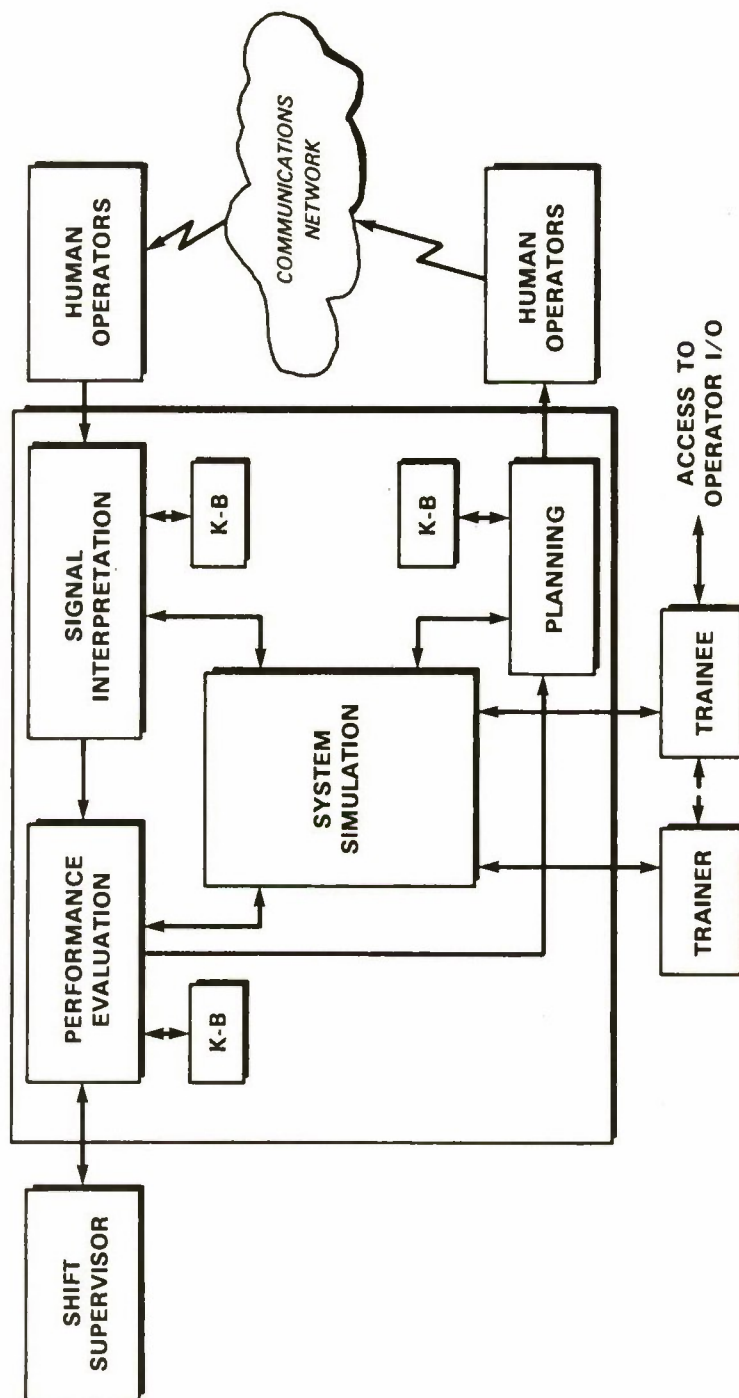 SHIFT
SUPERVISOR
PERFORMANCE
EVALUATION
SIGNAL
INTERPRETATION
HUMAN
OPERATORS
K-B
K-B
SYSTEM
SIMULATION
COMMUNICATIONS
NETWORK
K-B
PLANNING
HUMAN
OPERATORS
TRAINER
TRAINEE
ACCESS TO
OPERATOR I/O